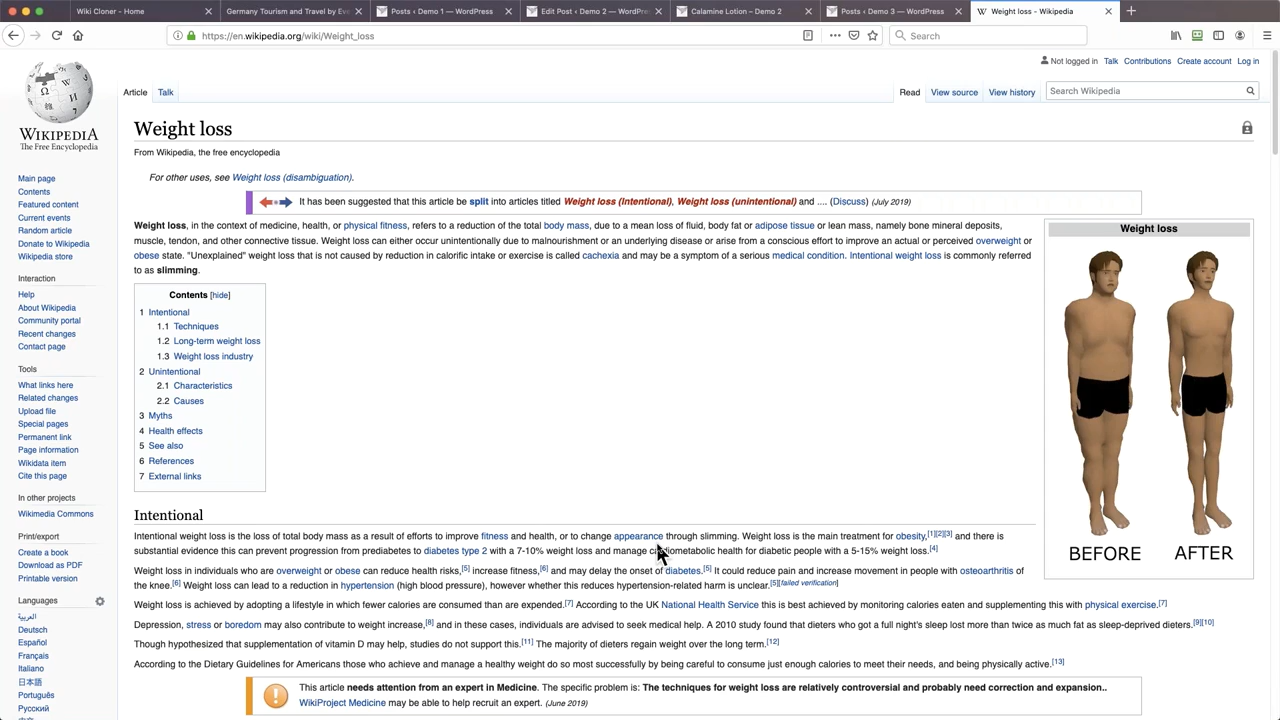 Wiki Cloner - Home
Germany Tourism and Travel by Ev
Posts ‹ Demo 1 — WordPress
Edit Post ‹ Demo 2 — WordPre
Calamine Lotion – Demo 2
Posts ‹ Demo 3 — WordPress
Weight loss - Wikipedia
https://en.wikipedia.org/wiki/Weight_loss
Search
Not logged in Talk Contributions Create account Log in
Article Talk
Read View source View history
Search Wikipedia
WIKIPEDIA
The Free Encyclopedia
Main page
Contents
Featured content
Current events
Random article
Donate to Wikipedia
Wikipedia store
Interaction
Help
About Wikipedia
Community portal
Recent changes
Contact page
Tools
What links here
Related changes
Upload file
Special pages
Permanent link
Page information
Wikidata item
Cite this page
In other projects
Wikimedia Commons
Print/export
Create a book
Download as PDF
Printable version
Languages
العربية
Deutsch
Español
Français
Italiano
日本語
Português
Русский
Weight loss
From Wikipedia, the free encyclopedia
For other uses, see Weight loss (disambiguation).
It has been suggested that this article be split into articles titled Weight loss (Intentional), Weight loss (unintentional) and .... (Discuss) (July 2019)
Weight loss, in the context of medicine, health, or physical fitness, refers to a reduction of the total body mass, due to a mean loss of fluid, body fat or adipose tissue or lean mass, namely bone mineral deposits,
muscle, tendon, and other connective tissue. Weight loss can either occur unintentionally due to malnourishment or an underlying disease or arise from a conscious effort to improve an actual or perceived overweight or
obese state. "Unexplained" weight loss that is not caused by reduction in calorific intake or exercise is called cachexia and may be a symptom of a serious medical condition. Intentional weight loss is commonly referred
to as slimming.
Contents [hide]
1 Intentional
1.1 Techniques
1.2 Long-term weight loss
1.3 Weight loss industry
2 Unintentional
2.1 Characteristics
2.2 Causes
3 Myths
4 Health effects
5 See also
6 References
7 External links
Weight loss
BEFORE AFTER
Intentional
Intentional weight loss is the loss of total body mass as a result of efforts to improve fitness and health, or to change appearance through slimming. Weight loss is the main treatment for obesity,[1][2][3] and there is
substantial evidence this can prevent progression from prediabetes to diabetes type 2 with a 7-10% weight loss and manage cardiometabolic health for diabetic people with a 5-15% weight loss.[4]
Weight loss in individuals who are overweight or obese can reduce health risks,[5] increase fitness,[6] and may delay the onset of diabetes.[5] It could reduce pain and increase movement in people with osteoarthritis of
the knee.[6] Weight loss can lead to a reduction in hypertension (high blood pressure), however whether this reduces hypertension-related harm is unclear.[5][failed verification]
Weight loss is achieved by adopting a lifestyle in which fewer calories are consumed than are expended.[7] According to the UK National Health Service this is best achieved by monitoring calories eaten and supplementing this with physical exercise.[7]
Depression, stress or boredom may also contribute to weight increase,[8] and in these cases, individuals are advised to seek medical help. A 2010 study found that dieters who got a full night's sleep lost more than twice as much fat as sleep-deprived dieters.[9][10]
Though hypothesized that supplementation of vitamin D may help, studies do not support this.[11] The majority of dieters regain weight over the long term.[12]
According to the Dietary Guidelines for Americans those who achieve and manage a healthy weight do so most successfully by being careful to consume just enough calories to meet their needs, and being physically active.[13]
This article needs attention from an expert in Medicine. The specific problem is: The techniques for weight loss are relatively controversial and probably need correction and expansion..
WikiProject Medicine may be able to help recruit an expert. (June 2019)